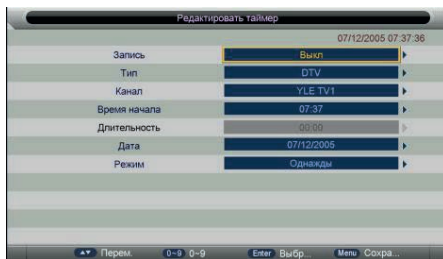 Редактировать таймер
07/12/2005 07:37:36
Запись Выкл
Тип DTV
Канал YLE TV1
Время начала 07:37
Длительность 00:00
Дата 07/12/2005
Режим Однажды
Перем. 0~9 0~9 Enter Выбр... Menu Сохра...